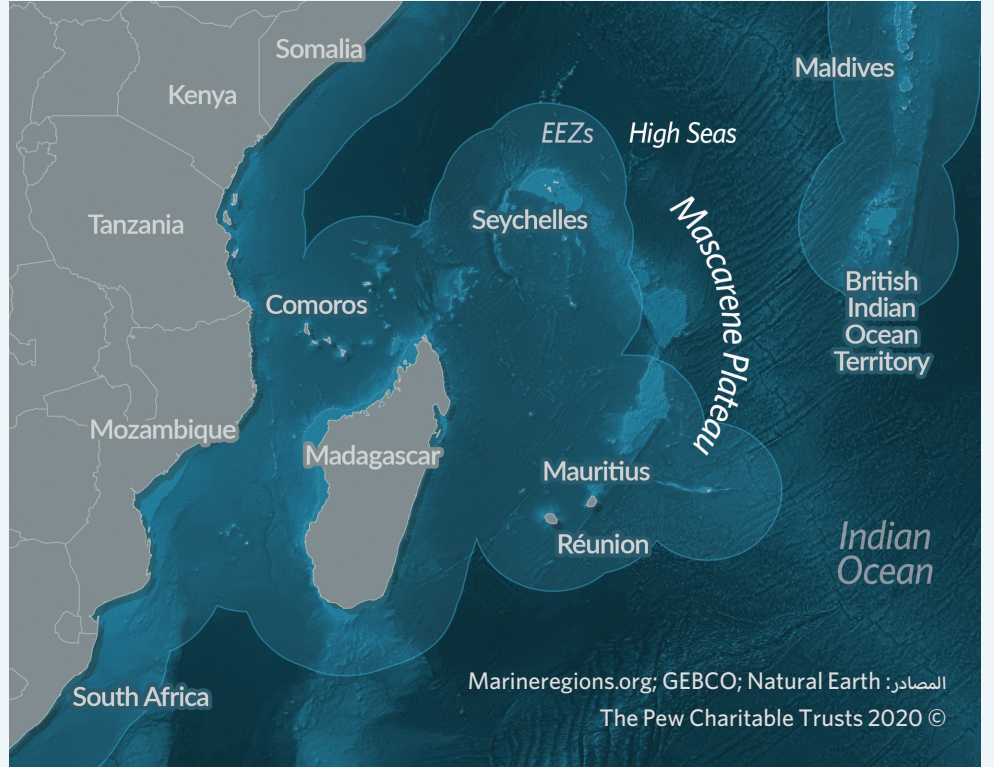 Somalia
Maldives
Kenya
EEZs
High Seas
Seychelles
Tanzania
Mascarene Plateau
British
Indian
Ocean
Territory
Comoros
Mozambique
Madagascar
Mauritius
Réunion
Indian
Ocean
South Africa
المصادر: Marineregions.org; GEBCO; Natural Earth
© The Pew Charitable Trusts 2020